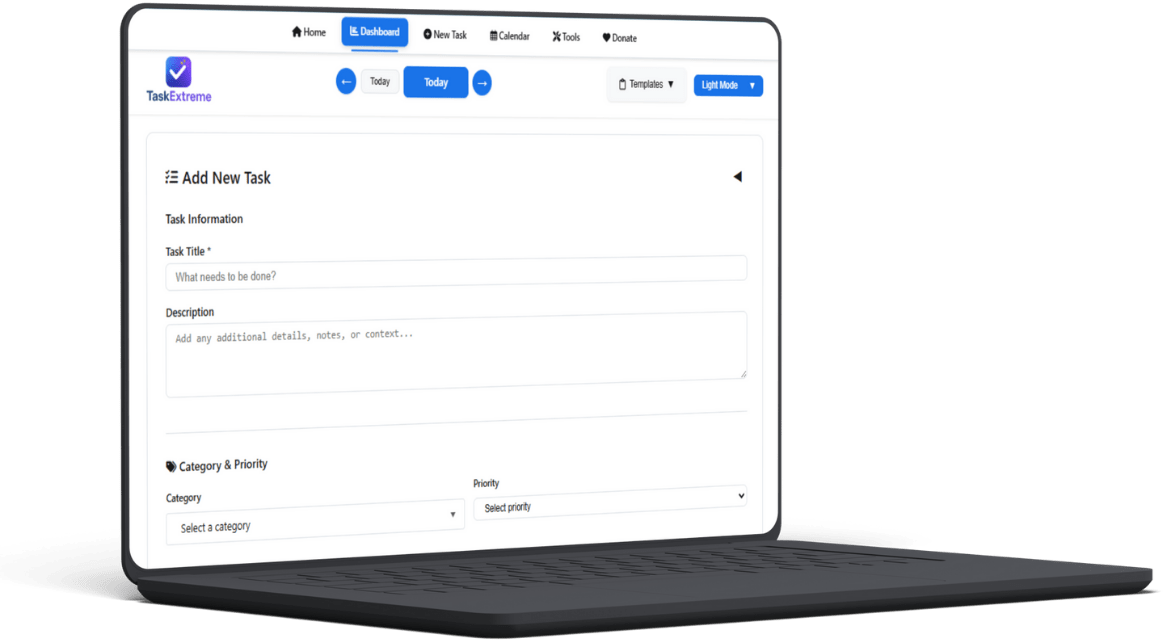 Home Dashboard New Task Calendar Tools Donate
TaskExtreme
← Today Today → Templates ▼ Light Mode ▼
Add New Task ◀
Task Information
Task Title *
What needs to be done?
Description
Add any additional details, notes, or context...
Category & Priority
Category Priority
Select a category ▼ Select priority